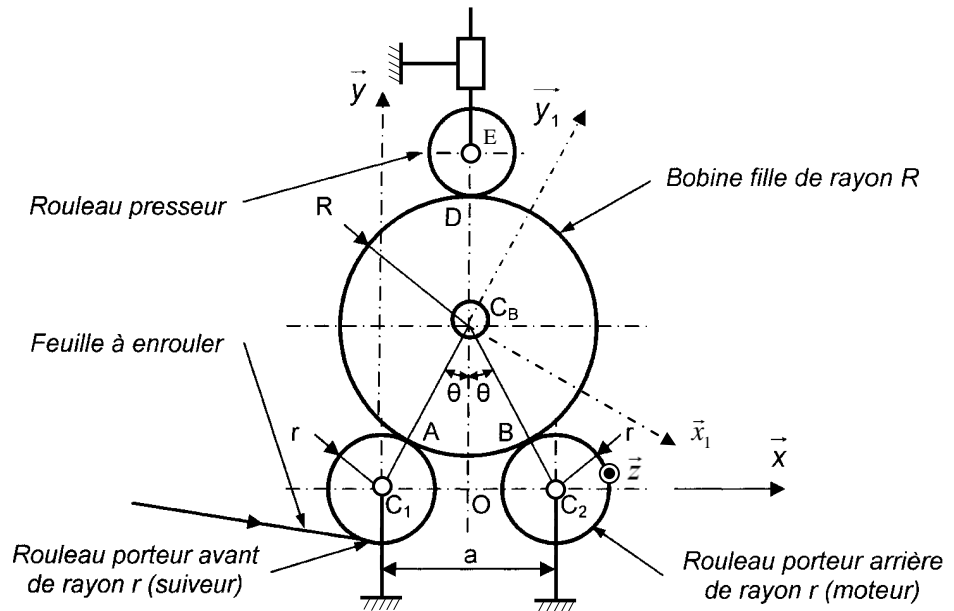 E
y
y₁
Bobine fille de rayon R
Rouleau presseur
R
D
C_B
Feuille à enrouler
θ θ
A
B
r
r
x₁
x
z
C₁
O
C₂
Rouleau porteur avant
de rayon r (suiveur)
a
Rouleau porteur arrière
de rayon r (moteur)